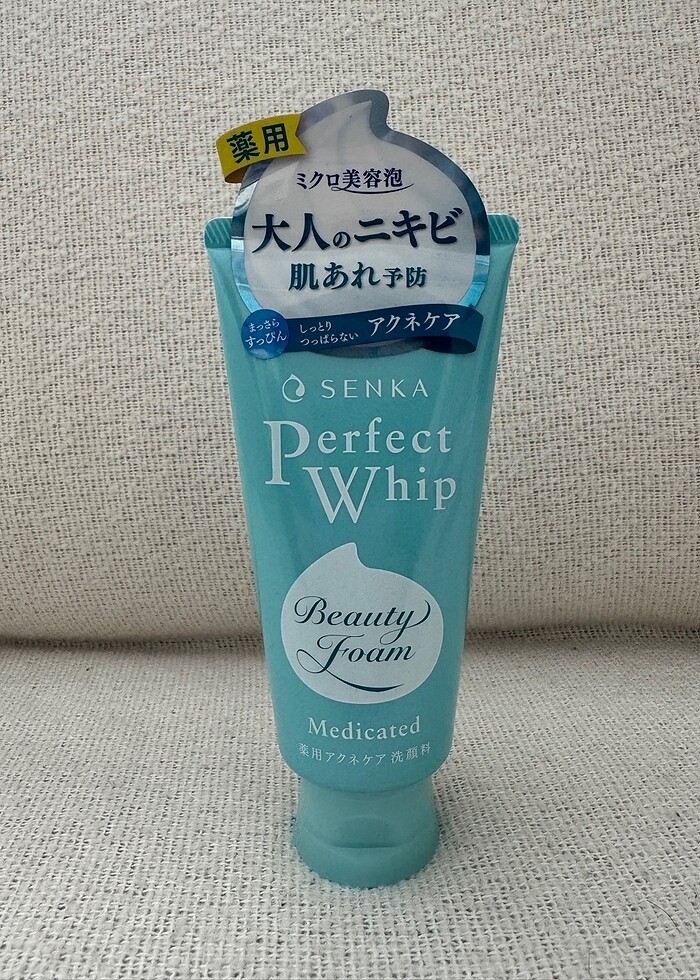 薬用
ミクロ美容泡
大人のニキビ
肌あれ予防
まっさら
すっぴん
しっとり
つっぱらない
アクネケア
SENKA
Perfect
Whip
Beauty
Foam
Medicated
薬用アクネケア 洗顔料